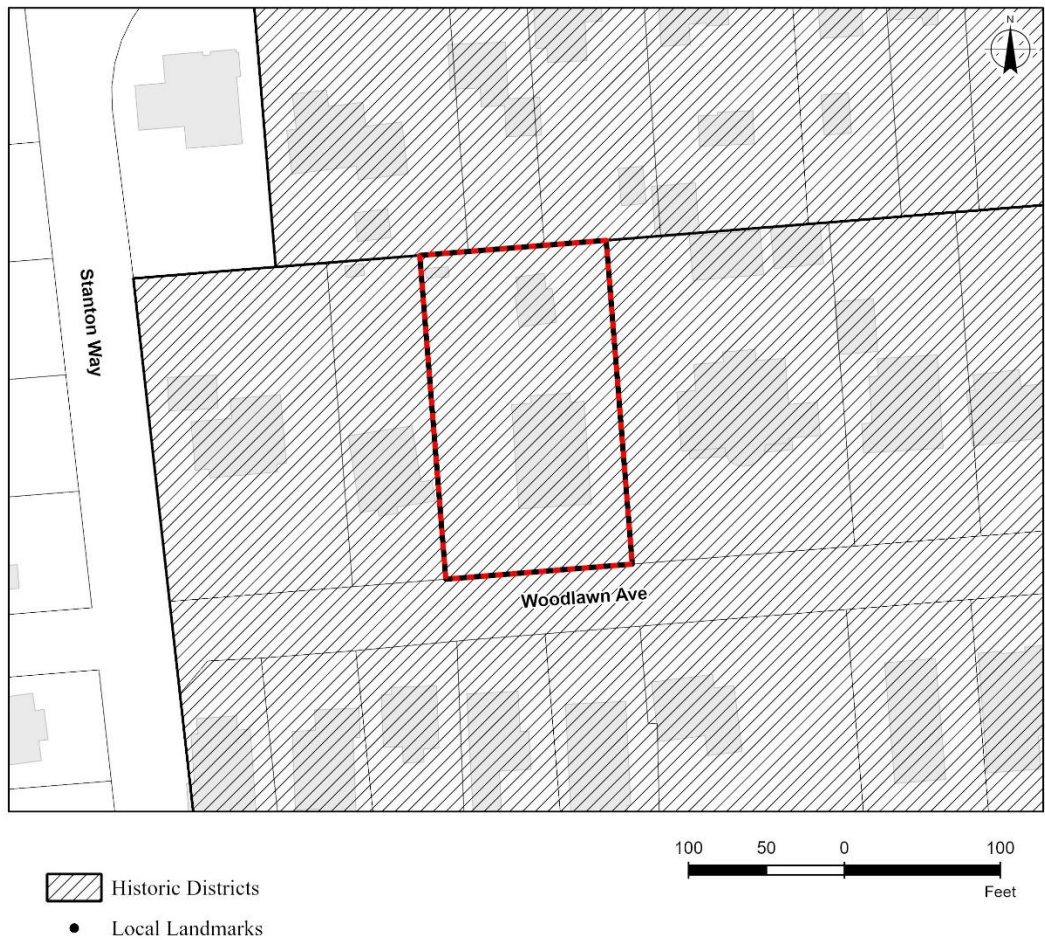 N
Stanton Way
Woodlawn Ave
100 50 0 100
Feet
Historic Districts
Local Landmarks